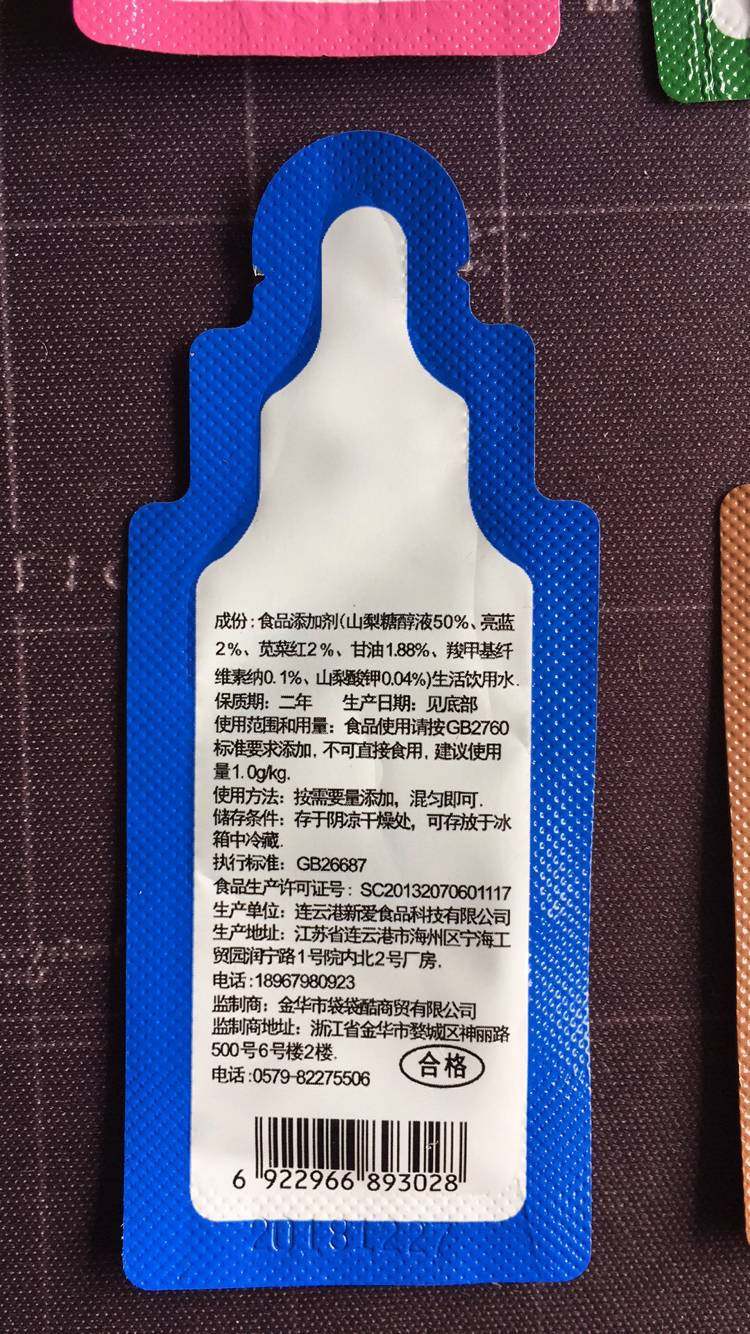 成份:食品添加剂(山梨糖醇液50%、亮蓝
2%、苋菜红2%、甘油1.88%、羧甲基纤
维素纳0.1%、山梨酸钾0.04%)生活饮用水.
保质期:二年 生产日期:见底部
使用范围和用量:食品使用请按GB2760
标准要求添加,不可直接食用,建议使用
量1.0g/kg.
使用方法:按需要量添加,混匀即可.
储存条件:存于阴凉干燥处,可存放于冰
箱中冷藏.
执行标准:GB26687
食品生产许可证号:SC20132070601117
生产单位:连云港新爱食品科技有限公司
生产地址:江苏省连云港市海州区宁海工
贸园润宁路1号院内北2号厂房.
电话:18967980923
监制商:金华市袋袋酷商贸有限公司
监制商地址:浙江省金华市婺城区神丽路
500号6号楼2楼.
合格
电话:0579-82275506
6 922966 893028
20181227